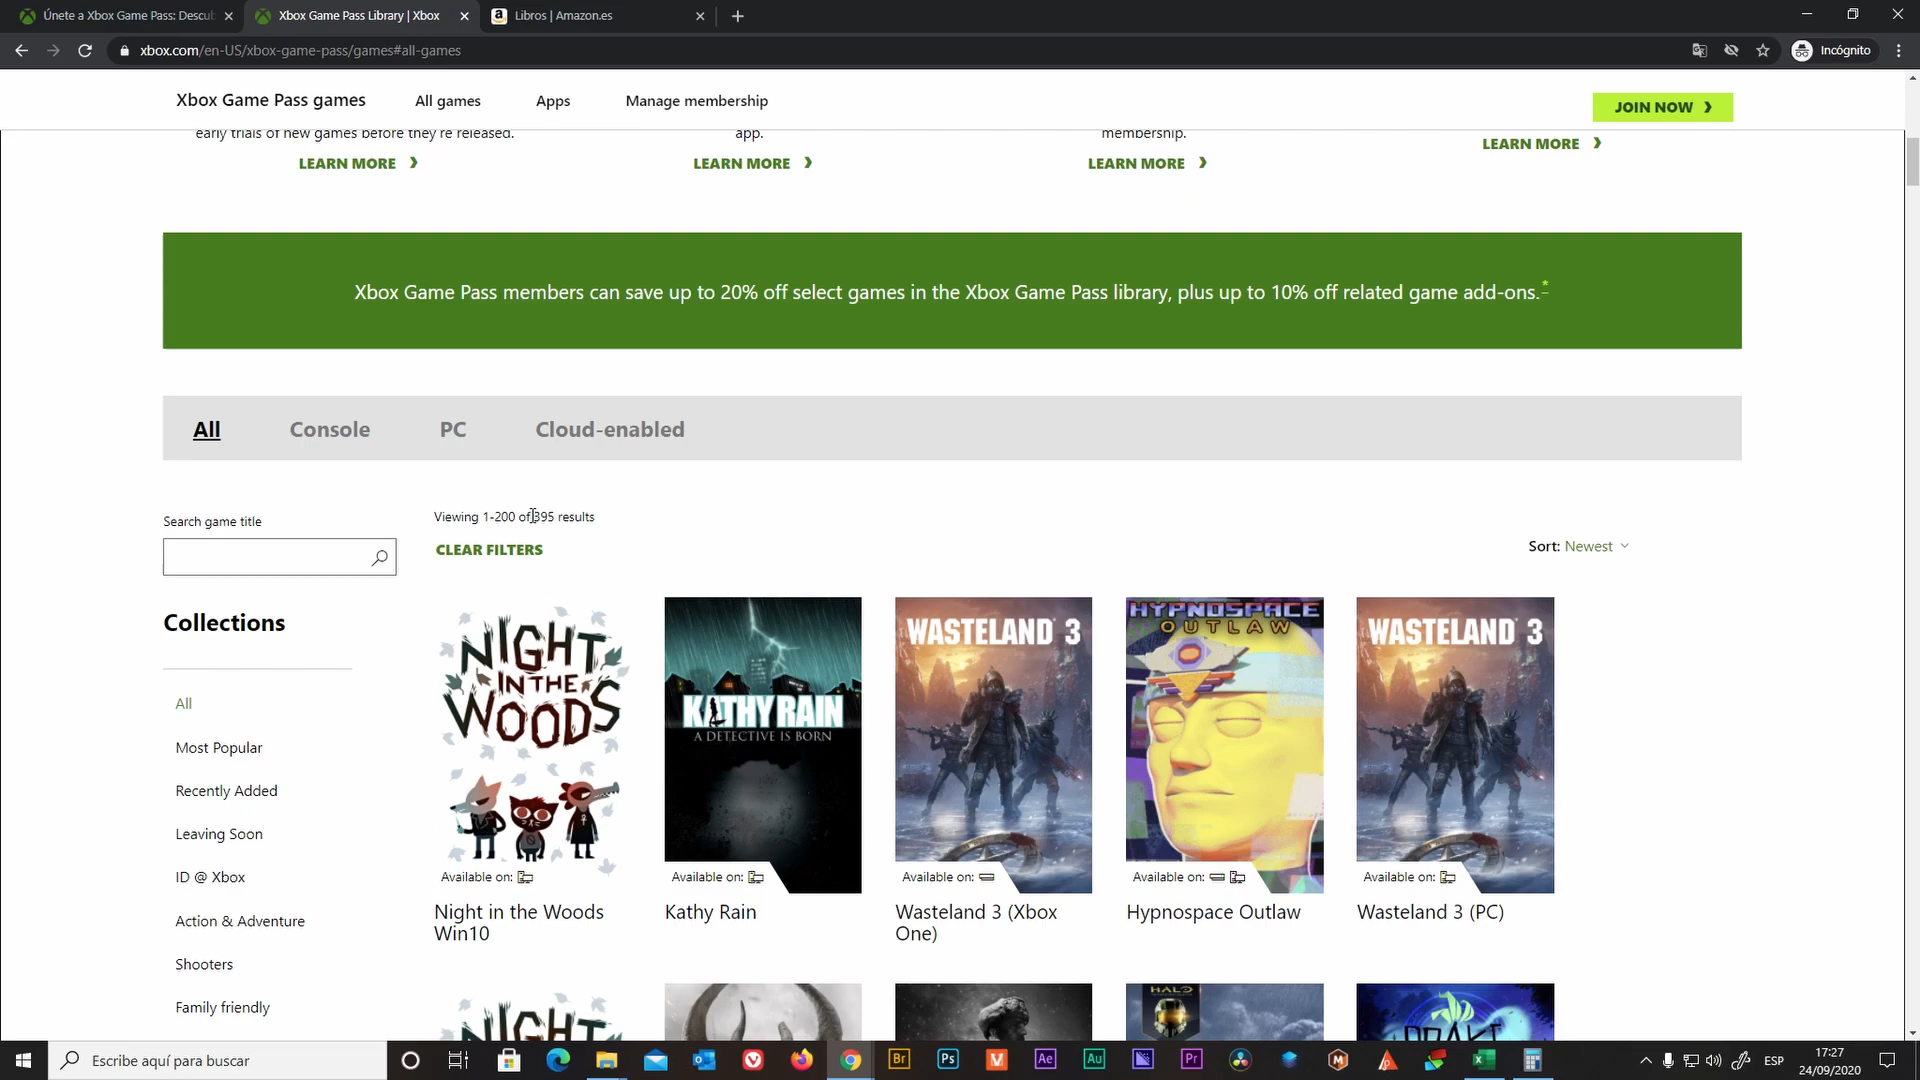 Únete a Xbox Game Pass: Descub
Xbox Game Pass Library | Xbox
Libros | Amazon.es
xbox.com/en-US/xbox-game-pass/games#all-games
Incógnito
Xbox Game Pass games
All games
Apps
Manage membership
JOIN NOW
early trials of new games before they're released.
app.
membership.
LEARN MORE
LEARN MORE
LEARN MORE
LEARN MORE
Xbox Game Pass members can save up to 20% off select games in the Xbox Game Pass library, plus up to 10% off related game add-ons.*
All
Console
PC
Cloud-enabled
Search game title
Viewing 1-200 of 395 results
CLEAR FILTERS
Sort: Newest
Collections
All
Most Popular
Recently Added
Leaving Soon
ID @ Xbox
Action & Adventure
Shooters
Family friendly
NIGHT
IN THE
WOODS
Available on:
Night in the Woods
Win10
KATHY RAIN
A DETECTIVE IS BORN
Available on:
Kathy Rain
WASTELAND 3
Available on:
Wasteland 3 (Xbox
One)
HYPNOSPACE
OUTLAW
Available on:
Hypnospace Outlaw
WASTELAND 3
Available on:
Wasteland 3 (PC)
NIGHT
HALO
Escribe aquí para buscar
Br
Ps
Ae
Au
Pr
ESP
17:27
24/09/2020